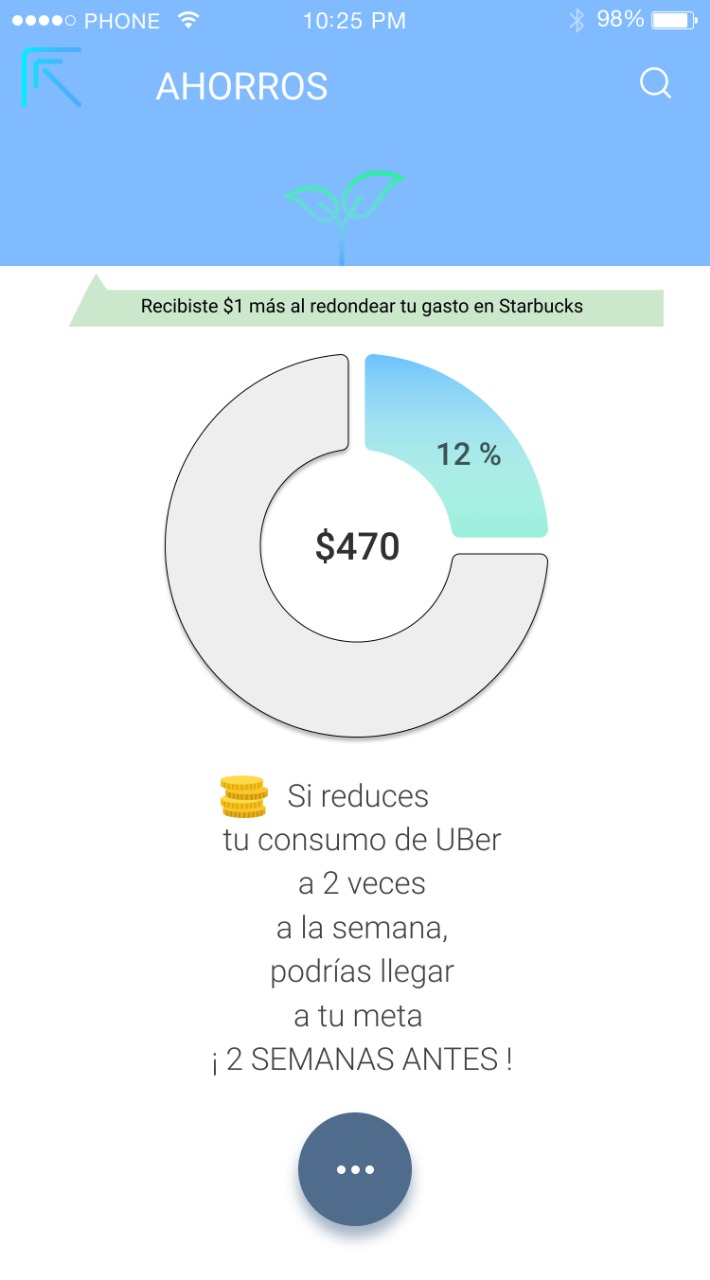 PHONE 10:25 PM 98%
AHORROS
Recibiste $1 más al redondear tu gasto en Starbucks
12 %
$470
Si reduces
tu consumo de UBer
a 2 veces
a la semana,
podrías llegar
a tu meta
¡ 2 SEMANAS ANTES !